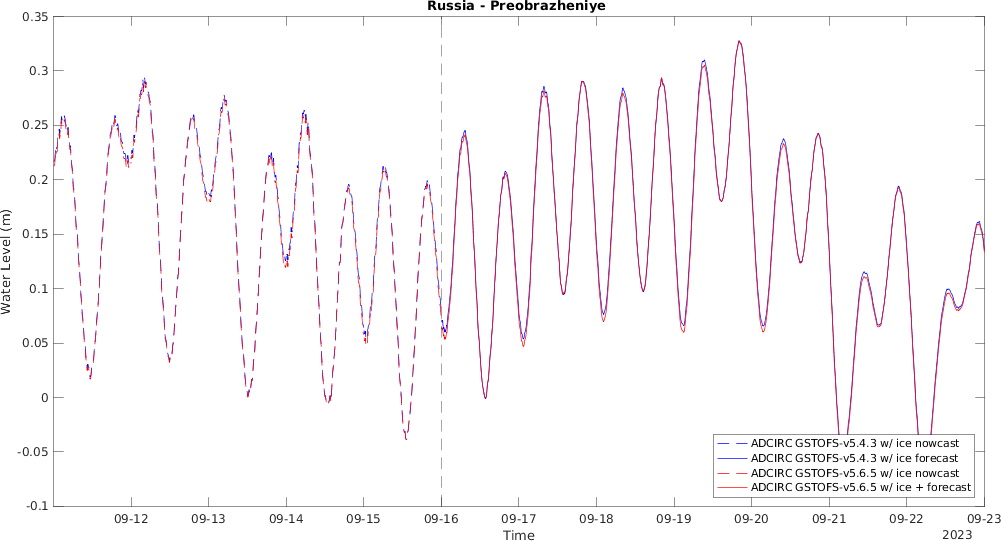 Russia - Preobrazheniye
0.35
0.3
0.25
0.2
0.15
0.1
0.05
0
-0.05
-0.1
Water Level (m)
ADCIRC GSTOFS-v5.4.3 w/ ice nowcast
ADCIRC GSTOFS-v5.4.3 w/ ice forecast
ADCIRC GSTOFS-v5.6.5 w/ ice nowcast
ADCIRC GSTOFS-v5.6.5 w/ ice + forecast
09-12 09-13 09-14 09-15 09-16 09-17 09-18 09-19 09-20 09-21 09-22 09-23
Time
2023